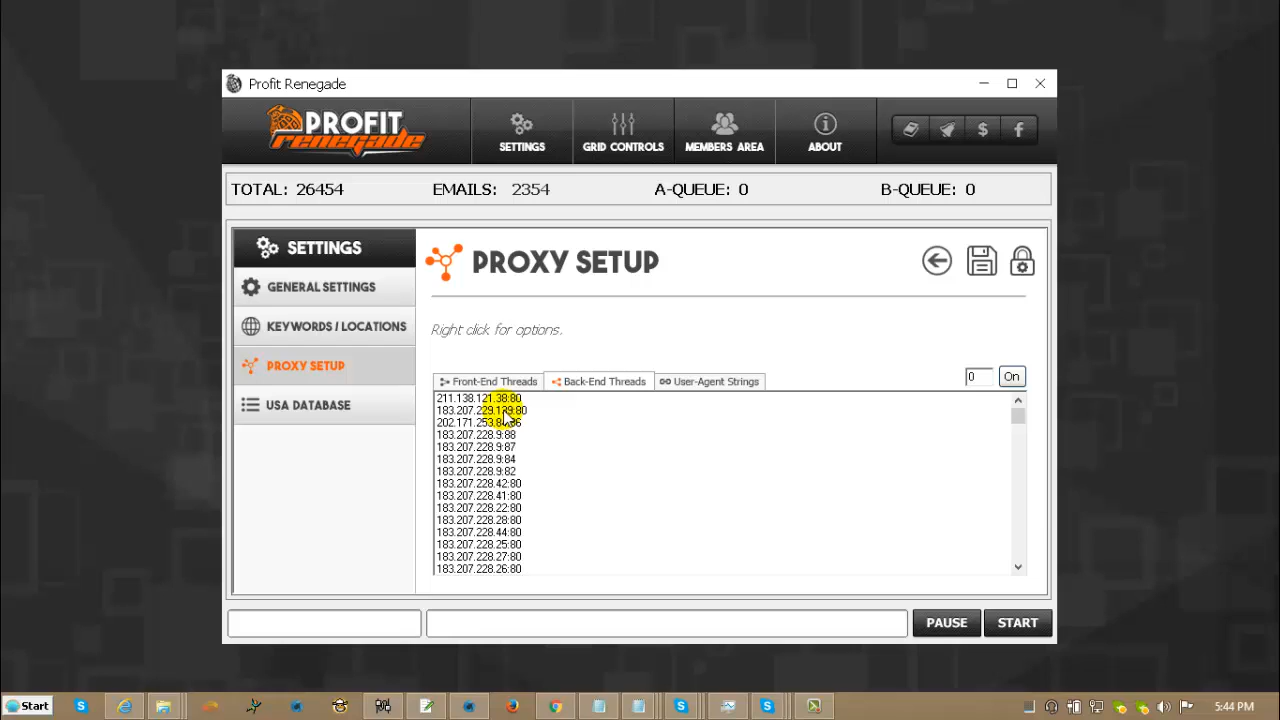 Profit Renegade
PROFIT
renegade
SETTINGS
GRID CONTROLS
MEMBERS AREA
ABOUT
TOTAL: 26454
EMAILS: 2354
A-QUEUE: 0
B-QUEUE: 0
SETTINGS
GENERAL SETTINGS
KEYWORDS / LOCATIONS
PROXY SETUP
USA DATABASE
PROXY SETUP
Right click for options.
Front-End Threads
Back-End Threads
User-Agent Strings
0
On
211.138.121.38:80
183.207.229.139:80
183.207.228.9:88
183.207.228.9:87
183.207.228.9:84
183.207.228.9:82
183.207.228.42:80
183.207.228.41:80
183.207.228.22:80
183.207.228.28:80
183.207.228.44:80
183.207.228.25:80
183.207.228.27:80
183.207.228.26:80
PAUSE
START
Start
5:44 PM